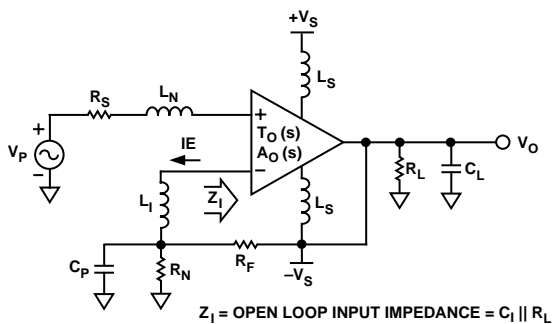 +V_S
L_S
R_S
L_N
+
T_O (s)
A_O (s)
−
+
V_P
−
IE
L_I
Z_I
L_S
V_O
R_L
C_L
C_P
R_N
R_F
−V_S
Z_I = OPEN LOOP INPUT IMPEDANCE = C_I || R_L